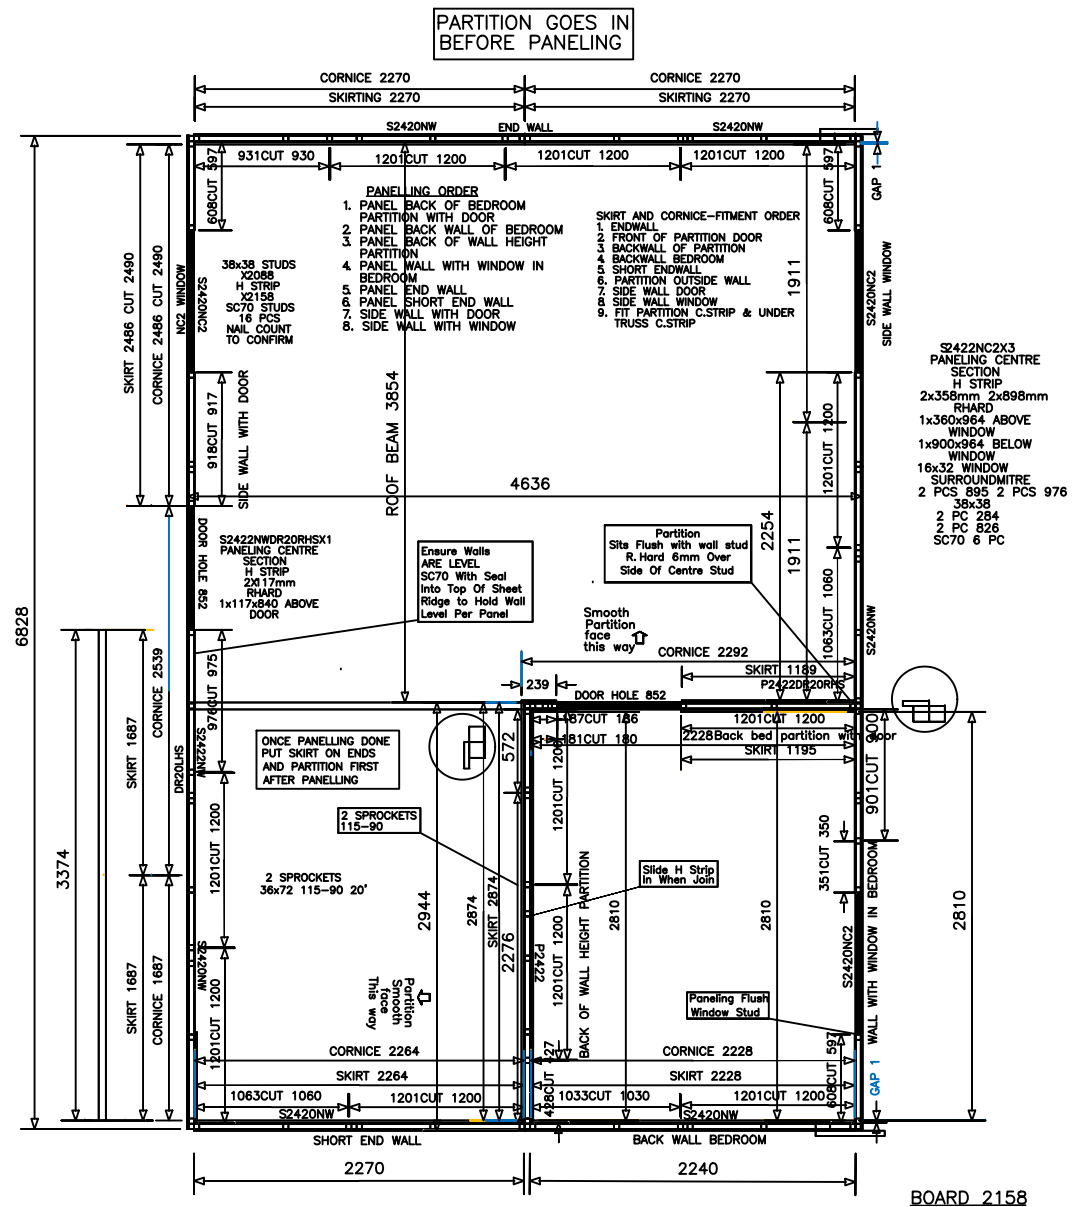 PARTITION GOES IN
BEFORE PANELING
CORNICE 2270
CORNICE 2270
SKIRTING 2270
SKIRTING 2270
S2420NW
END WALL
S2420NW
931CUT 930
1201CUT 1200
1201CUT 1200
1201CUT 1200
608CUT 597
608CUT 597
GAP 1
PANELLING ORDER
1. PANEL BACK OF BEDROOM
PARTITION WITH DOOR
2. PANEL BACK WALL OF BEDROOM
3. PANEL BACK OF WALL HEIGHT
PARTITION
4. PANEL WALL WITH WINDOW IN
BEDROOM
5. PANEL END WALL
6. PANEL SHORT END WALL
7. SIDE WALL WITH DOOR
8. SIDE WALL WITH WINDOW
SKIRT AND CORNICE-FITMENT ORDER
1. ENDWALL
2. FRONT OF PARTITION DOOR
3. BACKWALL OF PARTITION
4. BACKWALL BEDROOM
5. SHORT ENDWALL
6. PARTITION OUTSIDE WALL
7. SIDE WALL DOOR
8. SIDE WALL WINDOW
9. FIT PARTITION C.STRIP & UNDER
TRUSS C.STRIP
38x38 STUDS
X2088
H STRIP
X2158
SC70 STUDS
16 PCS
NAIL COUNT
TO CONFIRM
SKIRT 2486 CUT 2490
CORNICE 2486 CUT 2490
NC2 WINDOW
S2420NC2
1911
S2420NC2
SIDE WALL WINDOW
S2422NC2X3
PANELING CENTRE
SECTION
H STRIP
2x358mm 2x898mm
RHARD
1x360x964 ABOVE
WINDOW
1x900x964 BELOW
WINDOW
16x32 WINDOW
SURROUNDMITRE
2 PCS 895 2 PCS 976
38x38
2 PC 284
2 PC 826
SC70 6 PC
918CUT 917
SIDE WALL WITH DOOR
ROOF BEAM 3854
1201CUT 1200
4636
2254
1911
DOOR HOLE 852
S2422NWDR20RHSX1
PANELING CENTRE
SECTION
H STRIP
2X117mm
RHARD
1x117x840 ABOVE
DOOR
Ensure Walls
ARE LEVEL
SC70 With Seal
Into Top Of Sheet
Ridge to Hold Wall
Level Per Panel
Partition
Sits Flush with wall stud
R.Hard 6mm Over
Side Of Centre Stud
6828
Smooth
Partition
face
this way
1063CUT 1060
S2420NW
CORNICE 2292
SKIRT 1189
P2422DR20RHS
239
DOOR HOLE 852
CORNICE 2539
976CUT 975
187CUT 186
1201CUT 1200
2228Back bed partition with door
181CUT 180
SKIRT 1195
SKIRT 1687
DR20LHS
S2422NW
ONCE PANELLING DONE
PUT SKIRT ON ENDS
AND PARTITION FIRST
AFTER PANELLING
572
1201CUT 1200
901CUT 900
2 SPROCKETS
115-90
3374
1201CUT 1200
2 SPROCKETS
36x72 115-90 20°
2944
2874
SKIRT 2874
2276
Slide H Strip
In When Join
351CUT 350
2810
2810
2810
BACK OF WALL HEIGHT PARTITION
1201CUT 1200
P2422
S2420NC2
WALL WITH WINDOW IN BEDROOM
SKIRT 1687
CORNICE 1687
S2420NW
1201CUT 1200
Partition
Smooth
face
This way
Paneling Flush
Window Stud
CORNICE 2264
CORNICE 2228
428CUT 427
608CUT 597
GAP 1
SKIRT 2264
SKIRT 2228
1063CUT 1060
1201CUT 1200
1033CUT 1030
1201CUT 1200
S2420NW
S2420NW
SHORT END WALL
BACK WALL BEDROOM
2270
2240
BOARD 2158